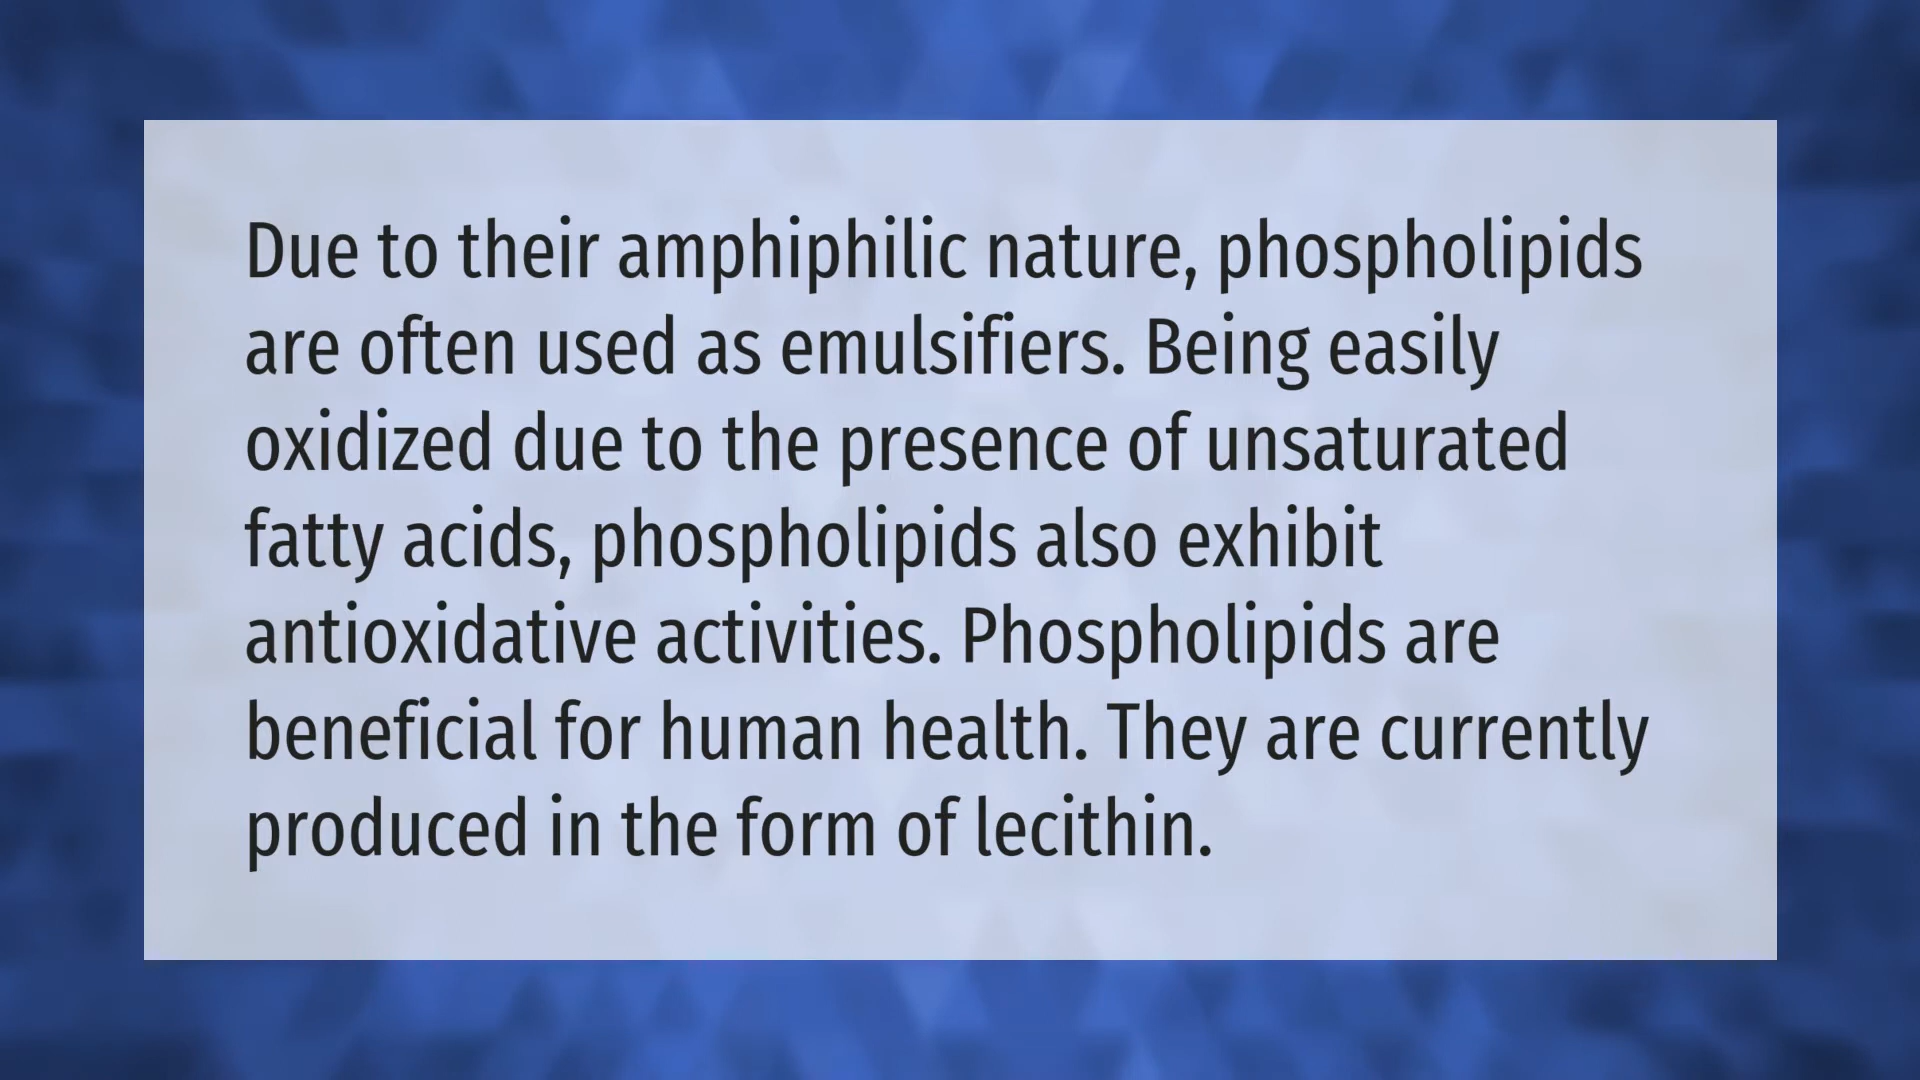 Due to their amphiphilic nature, phospholipids
are often used as emulsifiers. Being easily
oxidized due to the presence of unsaturated
fatty acids, phospholipids also exhibit
antioxidative activities. Phospholipids are
beneficial for human health. They are currently
produced in the form of lecithin.